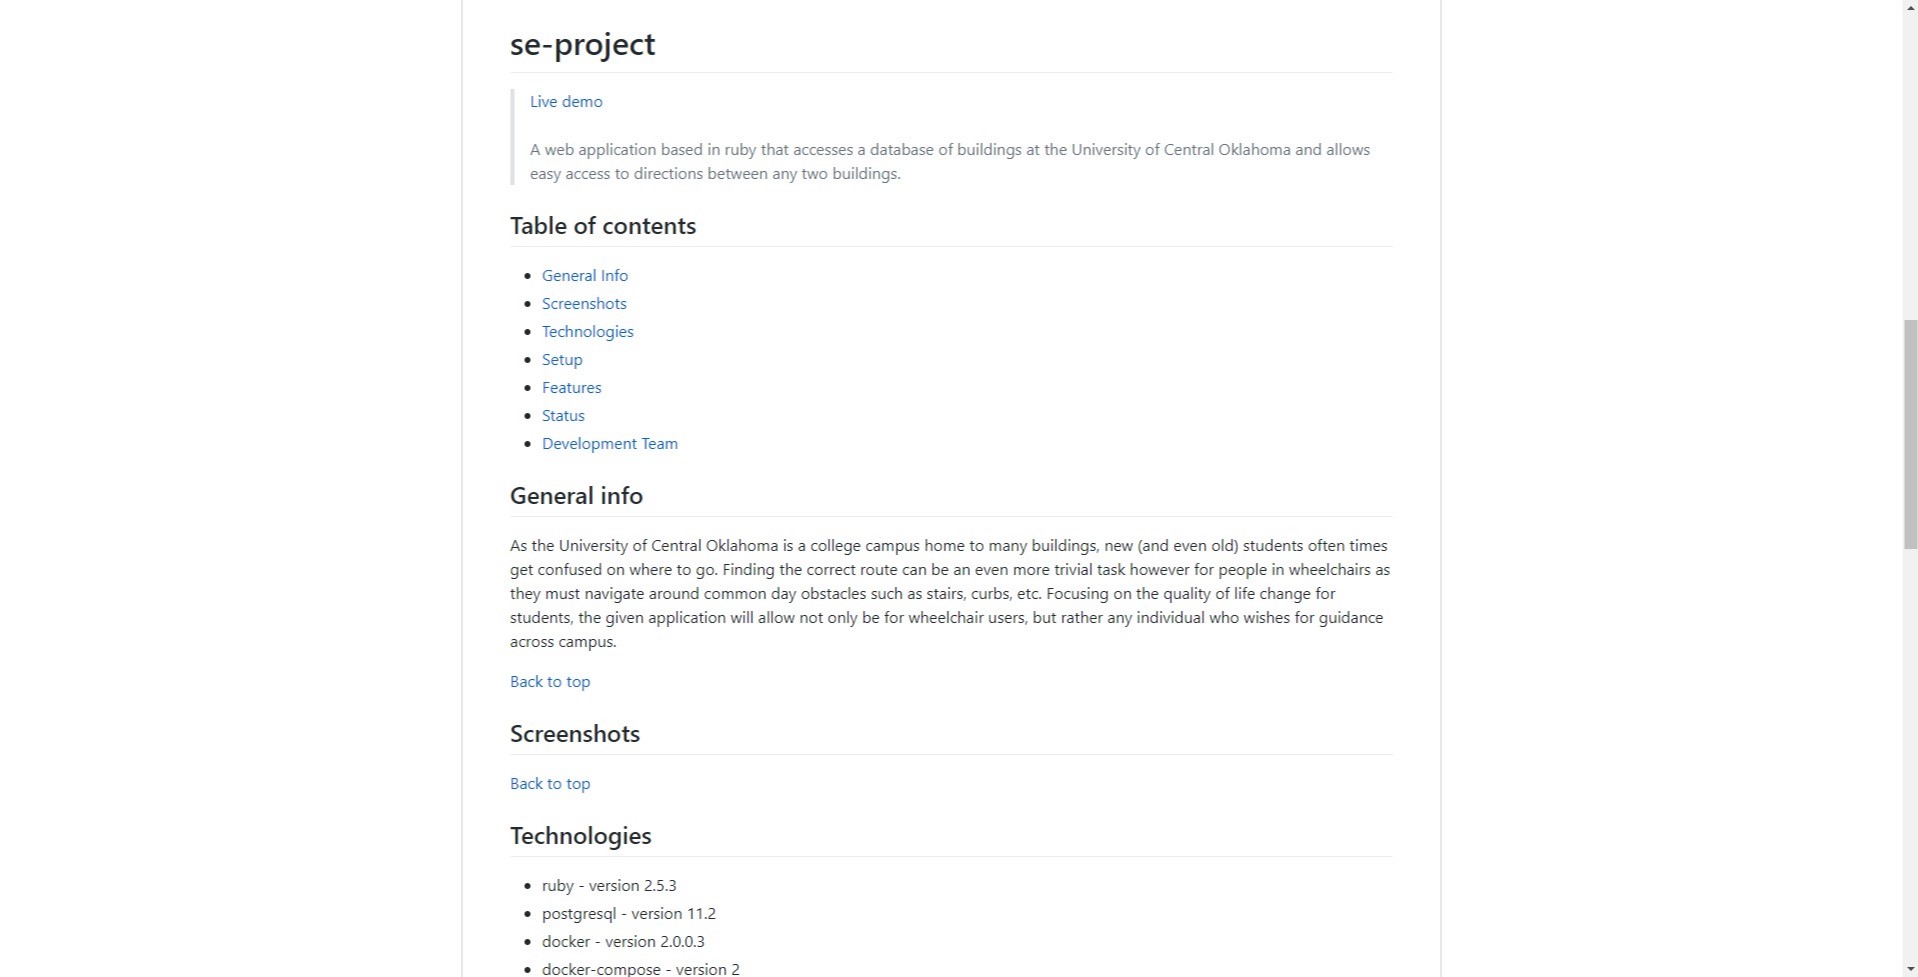 se-project
Live demo
A web application based in ruby that accesses a database of buildings at the University of Central Oklahoma and allows
easy access to directions between any two buildings.
Table of contents
General Info
Screenshots
Technologies
Setup
Features
Status
Development Team
General info
As the University of Central Oklahoma is a college campus home to many buildings, new (and even old) students often times
get confused on where to go. Finding the correct route can be an even more trivial task however for people in wheelchairs as
they must navigate around common day obstacles such as stairs, curbs, etc. Focusing on the quality of life change for
students, the given application will allow not only be for wheelchair users, but rather any individual who wishes for guidance
across campus.
Back to top
Screenshots
Back to top
Technologies
ruby - version 2.5.3
postgresql - version 11.2
docker - version 2.0.0.3
docker-compose - version 2